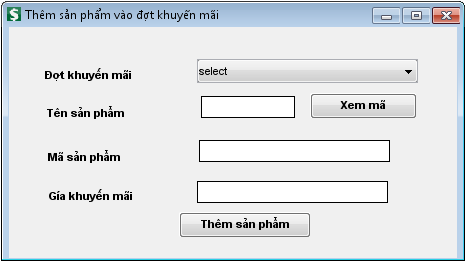 Thêm sản phẩm vào đợt khuyến mãi
Đợt khuyến mãi select
Tên sản phẩm Xem mã
Mã sản phẩm
Gía khuyến mãi
Thêm sản phẩm